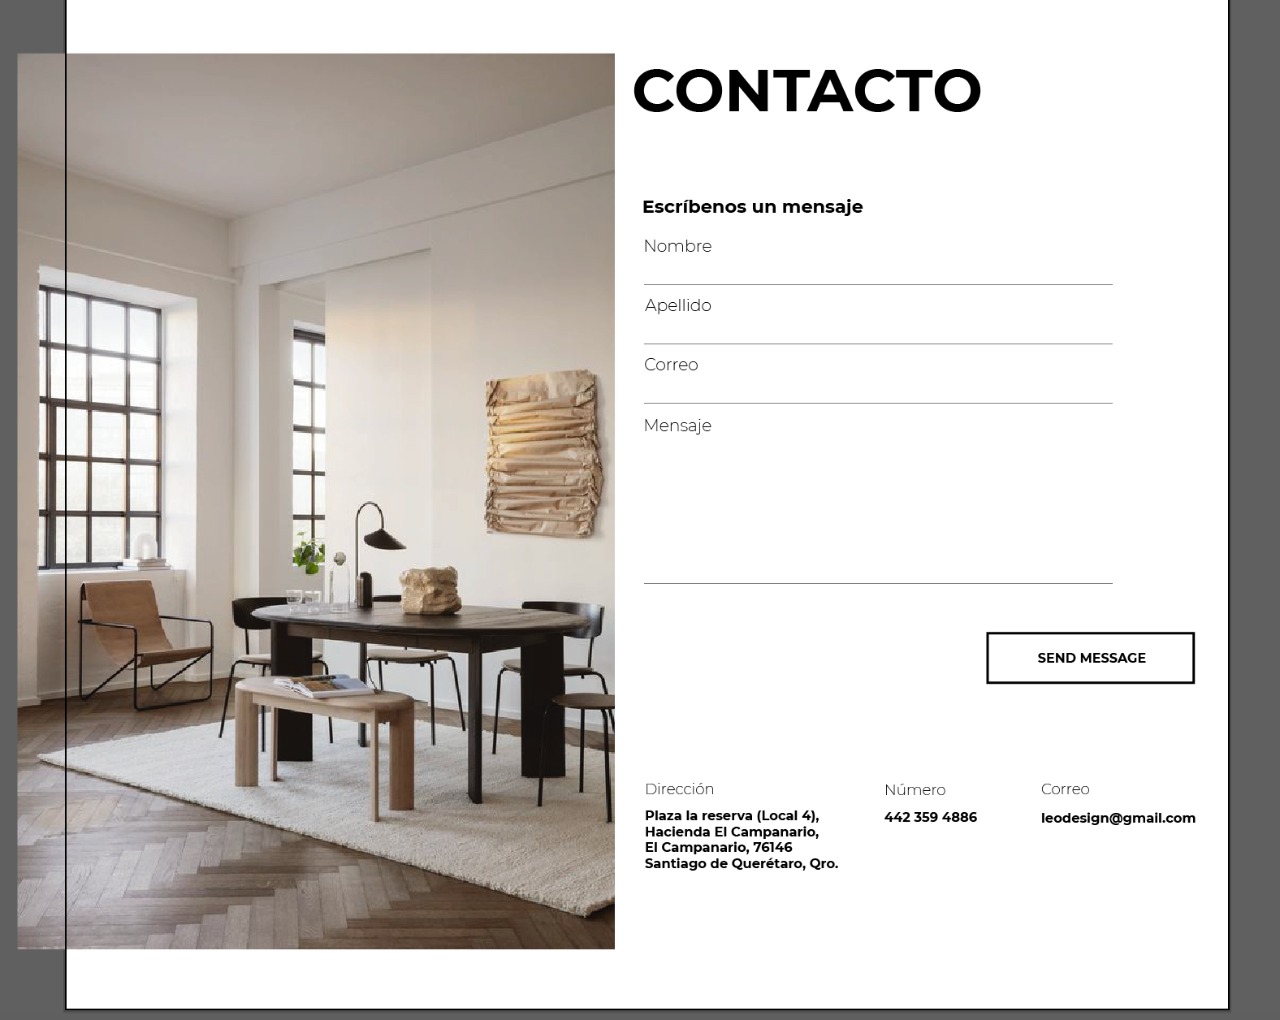 CONTACTO
Escríbenos un mensaje
Nombre
Apellido
Correo
Mensaje
SEND MESSAGE
Dirección
Plaza la reserva (Local 4),
Hacienda El Campanario,
El Campanario, 76146
Santiago de Querétaro, Qro.
Número
442 359 4886
Correo
leodesign@gmail.com